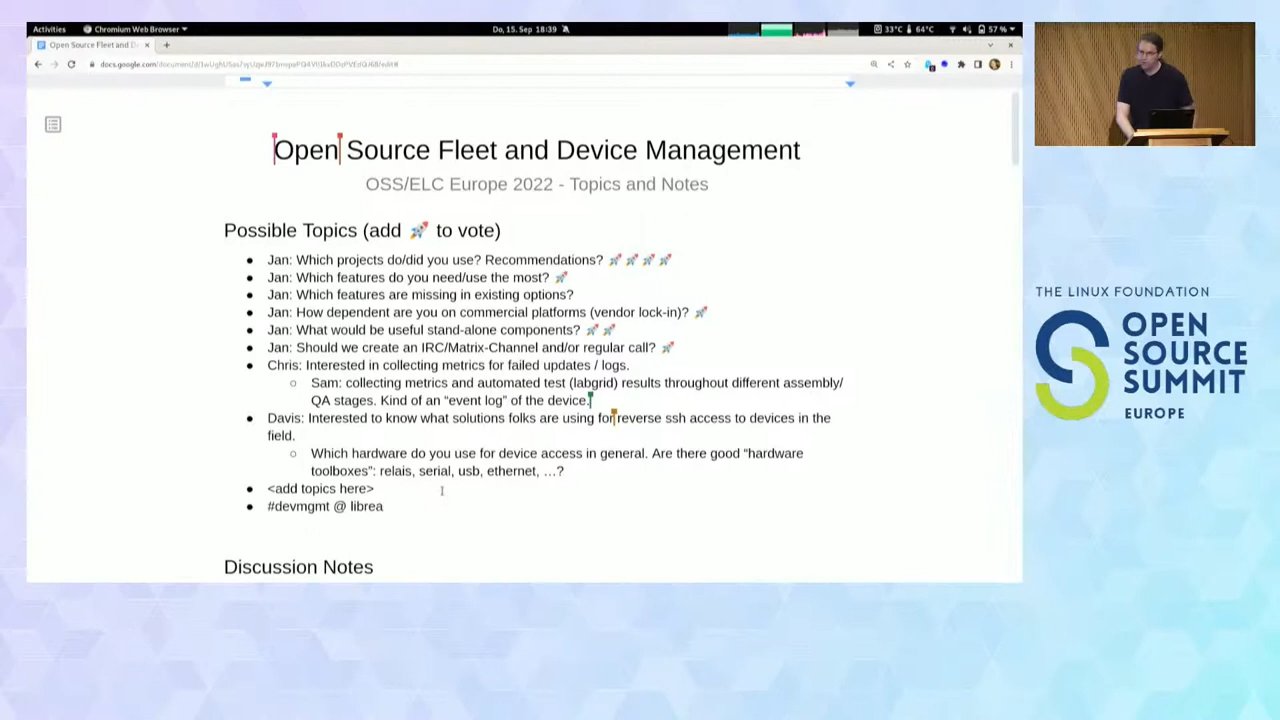 Activities Chromium Web Browser Do, 15. Sep 18:39 33°C 64°C 57 %
Open Source Fleet and D
Open Source Fleet and Device Management
OSS/ELC Europe 2022 - Topics and Notes
Possible Topics (add 🚀 to vote)
● Jan: Which projects do/did you use? Recommendations? 🚀🚀🚀🚀
● Jan: Which features do you need/use the most? 🚀
● Jan: Which features are missing in existing options?
● Jan: How dependent are you on commercial platforms (vendor lock-in)? 🚀
● Jan: What would be useful stand-alone components? 🚀🚀
● Jan: Should we create an IRC/Matrix-Channel and/or regular call? 🚀
● Chris: Interested in collecting metrics for failed updates / logs.
○ Sam: collecting metrics and automated test (labgrid) results throughout different assembly/
QA stages. Kind of an “event log” of the device.
● Davis: Interested to know what solutions folks are using for reverse ssh access to devices in the
field.
○ Which hardware do you use for device access in general. Are there good “hardware
toolboxes”: relais, serial, usb, ethernet, …?
● <add topics here>
● #devmgmt @ librea
Discussion Notes
THE LINUX FOUNDATION
OPEN
SOURCE
SUMMIT
EUROPE